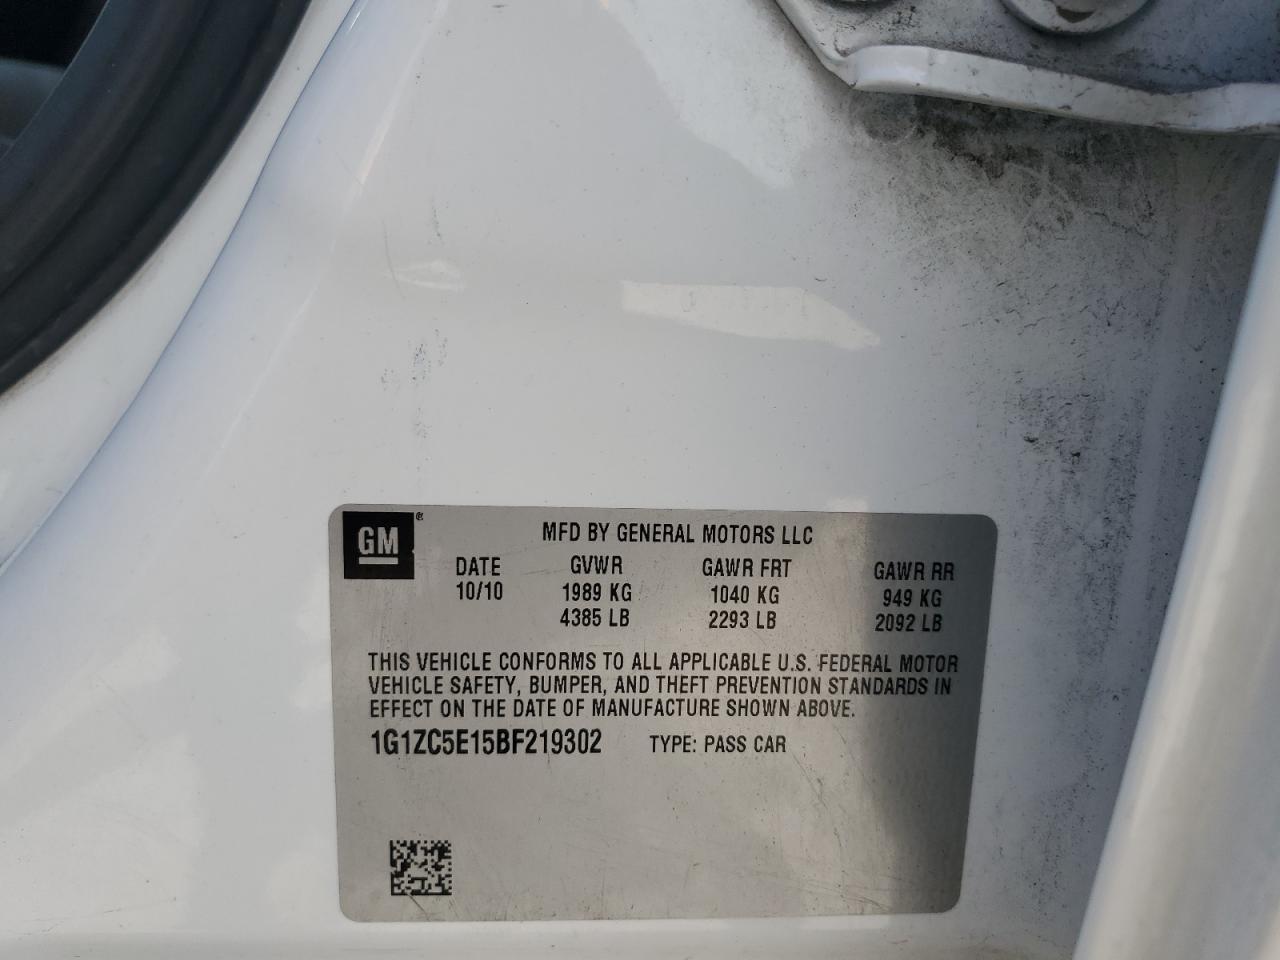 GM®
MFD BY GENERAL MOTORS LLC
DATE GVWR GAWR FRT GAWR RR
10/10 1989 KG 1040 KG 949 KG
4385 LB 2293 LB 2092 LB
THIS VEHICLE CONFORMS TO ALL APPLICABLE U.S. FEDERAL MOTOR
VEHICLE SAFETY, BUMPER, AND THEFT PREVENTION STANDARDS IN
EFFECT ON THE DATE OF MANUFACTURE SHOWN ABOVE.
1G1ZC5E15BF219302 TYPE: PASS CAR